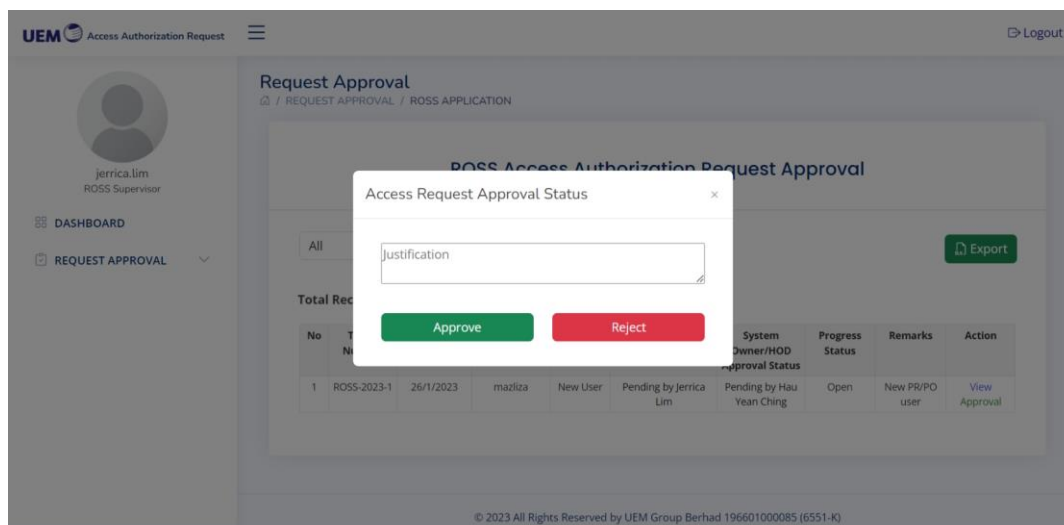 UEM Access Authorization Request
Logout
jerrica.lim
ROSS Supervisor
DASHBOARD
REQUEST APPROVAL
Request Approval
/ REQUEST APPROVAL / ROSS APPLICATION
ROSS Access Authorization Request Approval
Access Request Approval Status ×
Justification
Approve
Reject
All
Export
Total Rec
No
System Owner/HOD Approval Status
Progress Status
Remarks
Action
1 ROSS-2023-1 26/1/2023 mazliza New User Pending by Jerrica Lim Pending by Hau Yean Ching Open New PR/PO user View Approval
© 2023 All Rights Reserved by UEM Group Berhad 196601000085 (6551-K)